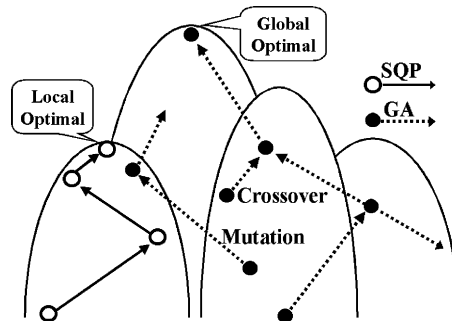 Global
Optimal
SQP
GA
Local
Optimal
Crossover
Mutation